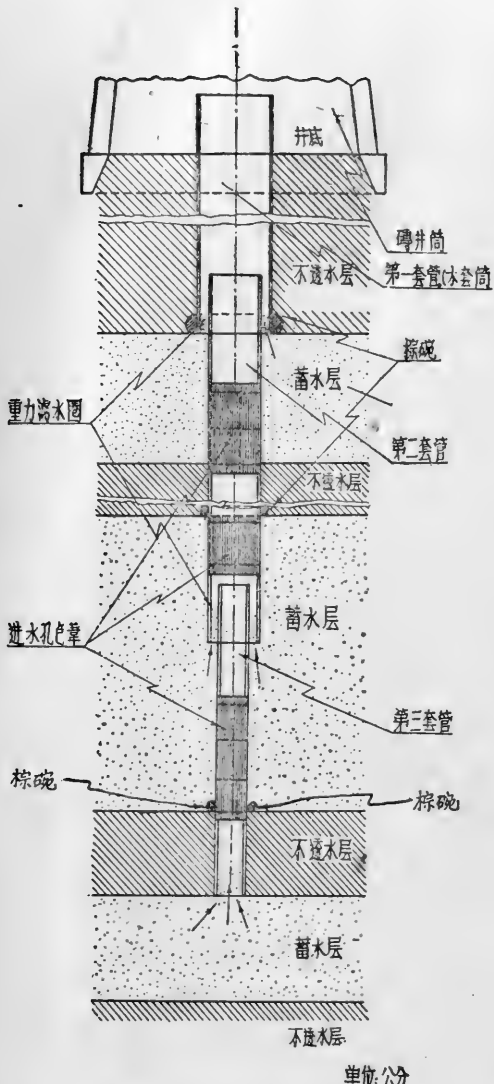 井底
磚井筒
不透水层
第一套管(水套筒
棕碗
蓄水层
重力滤水圈
第二套管
不透水层
蓄水层
进水孔包罩
第三套管
棕碗
棕碗
不透水层
蓄水层
不透水层
单位:公分